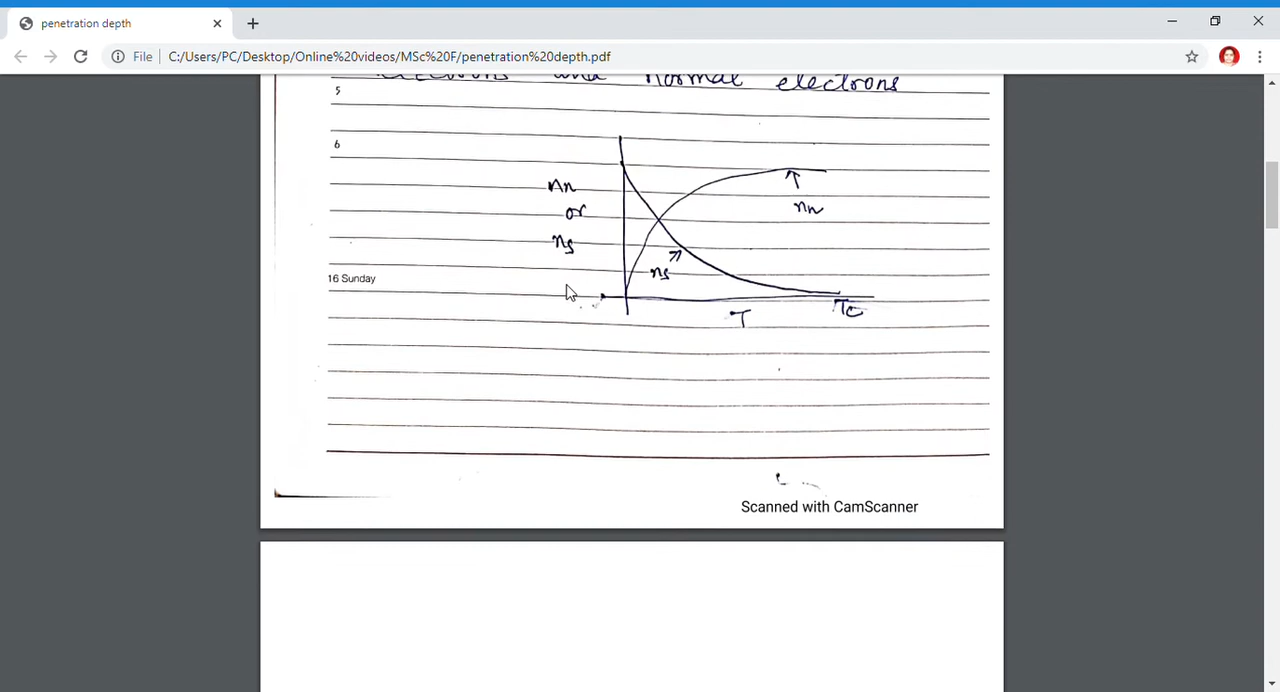 penetration depth
File
C:/Users/PC/Desktop/Online%20videos/MSc%20F/penetration%20depth.pdf
and normal electrons
5
6
nn
or
ns
nn
ns
16 Sunday
T
Tc
Scanned with CamScanner